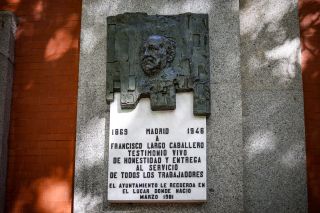 1869 MADRID 1946
A
FRANCISCO LARGO CABALLERO
TESTIMONIO VIVO
DE HONESTIDAD Y ENTREGA
AL SERVICIO
DE TODOS LOS TRABAJADORES
EL AYUNTAMIENTO LE RECUERDA EN
EL LUGAR DONDE NACIO
MARZO 1981